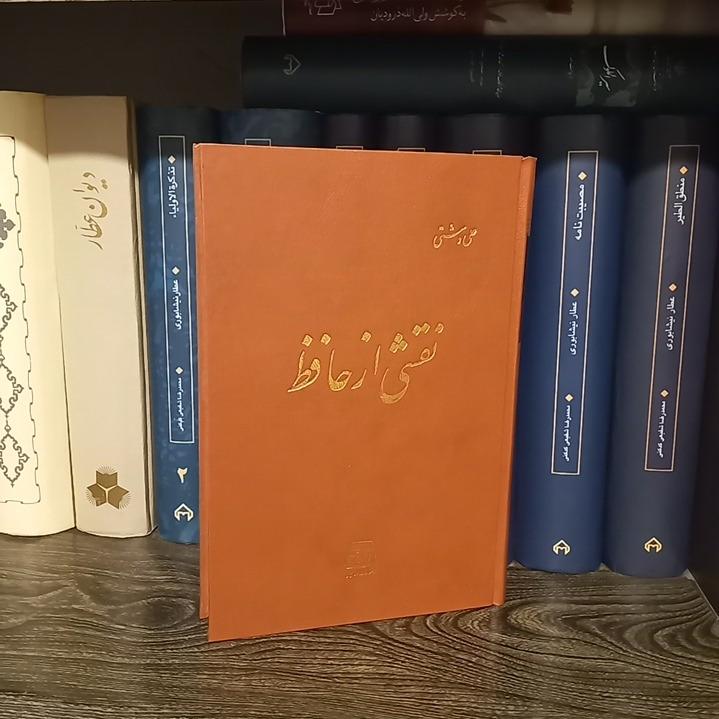 به‌کوشش ولی‌الله درودیان
علی دشتی
نقشی از حافظ
دیوان عطار
تذکرة الاولیاء
عطار نیشابوری
محمدرضا شفیعی کدکنی
۲
مصیبت نامه
عطار نیشابوری
محمدرضا شفیعی کدکنی
منطق الطیر
عطار نیشابوری
محمدرضا شفیعی کدکنی